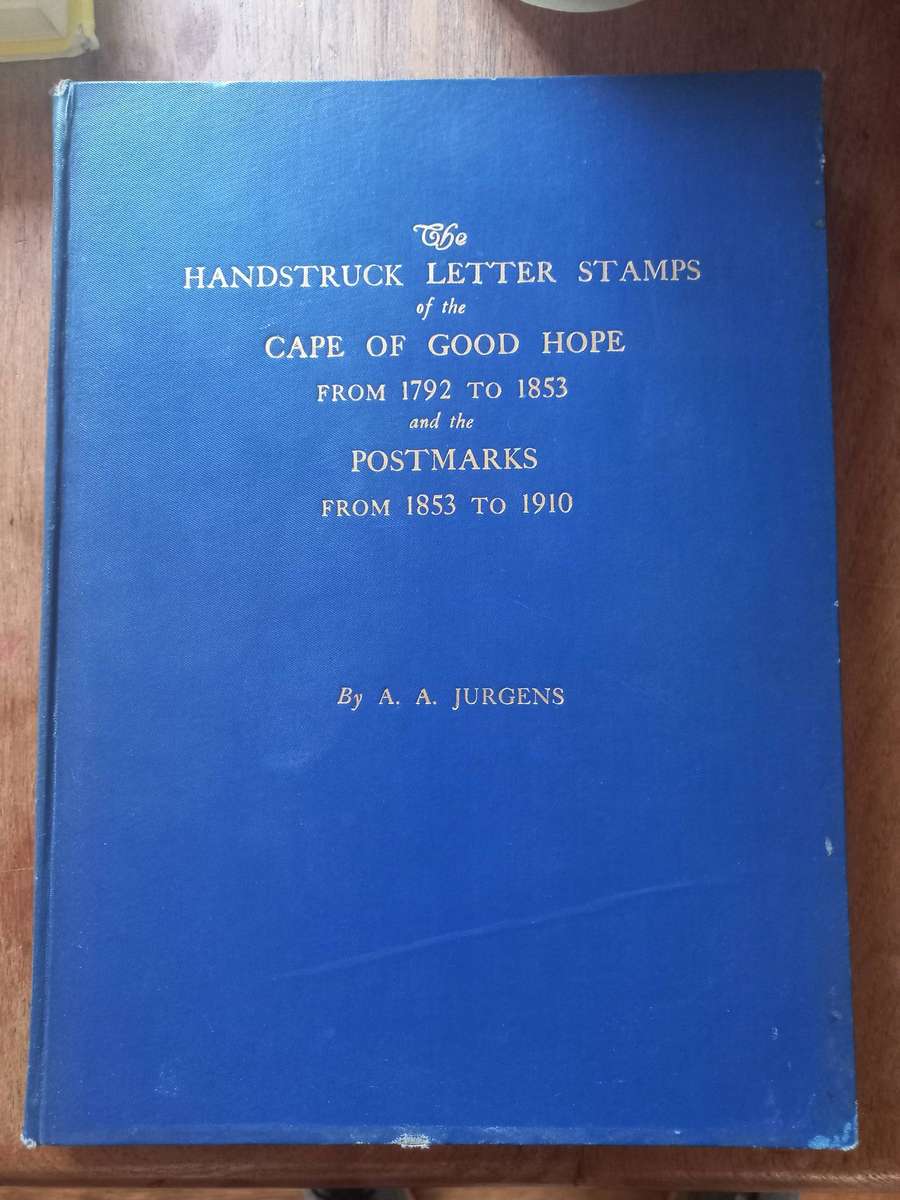 The
HANDSTRUCK LETTER STAMPS
of the
CAPE OF GOOD HOPE
FROM 1792 TO 1853
and the
POSTMARKS
FROM 1853 TO 1910
By A. A. JURGENS